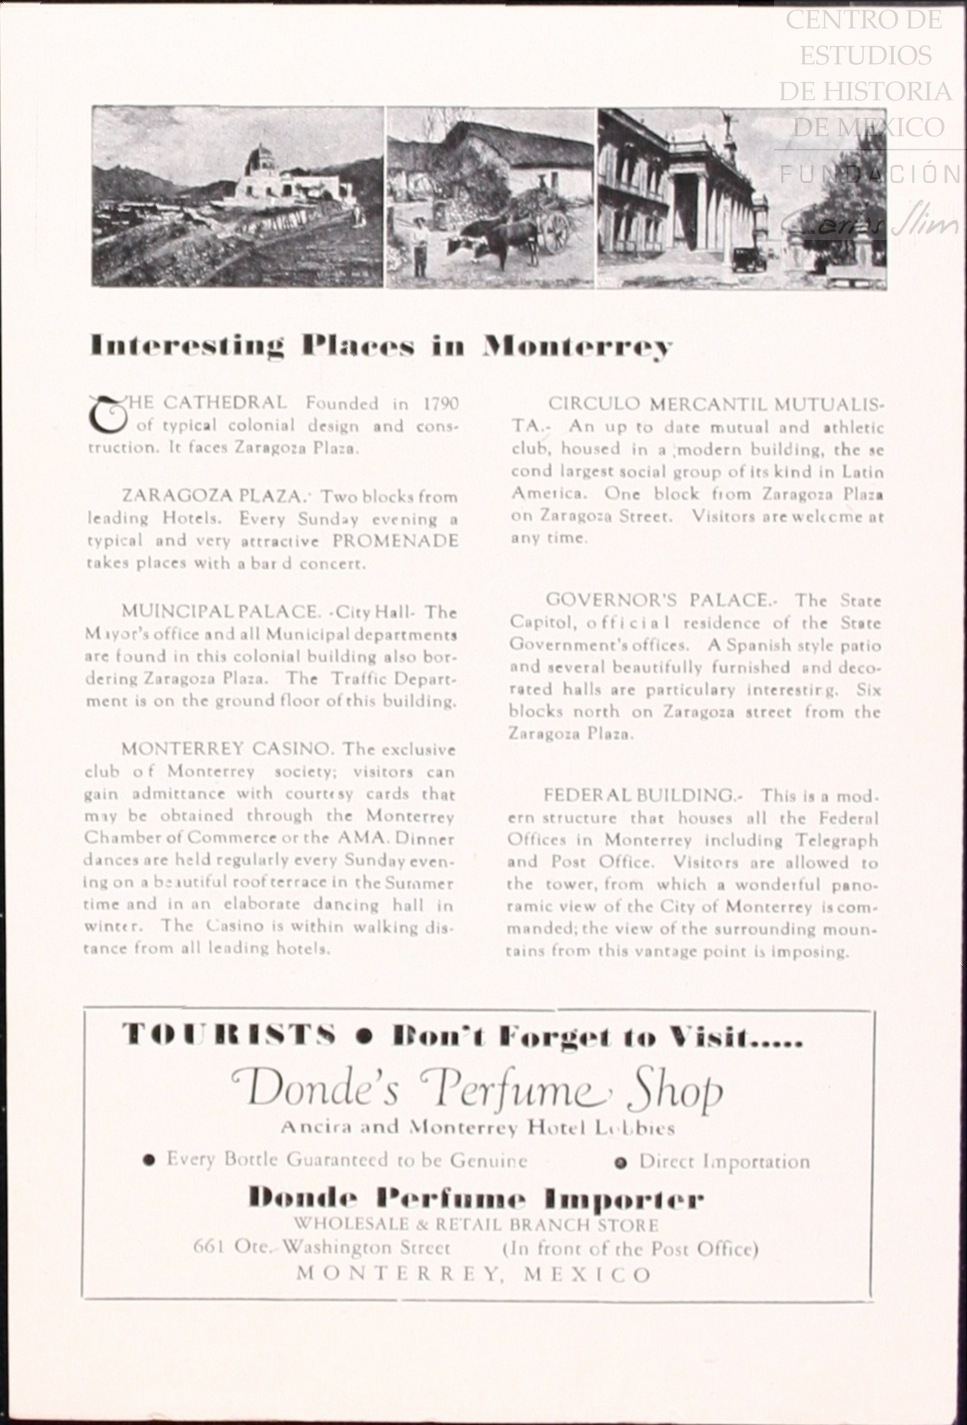 CENTRO DE
ESTUDIOS
DE HISTORIA
DE MEXICO
FUNDACIÓN
Carlos Slim
Interesting Places in Monterrey
THE CATHEDRAL Founded in 1790
of typical colonial design and cons-
truction. It faces Zaragoza Plaza.
ZARAGOZA PLAZA.- Two blocks from
leading Hotels. Every Sunday evening a
typical and very attractive PROMENADE
takes places with a bar d concert.
MUINCIPAL PALACE. -City Hall- The
Mayor's office and all Municipal departments
are found in this colonial building also bor-
dering Zaragoza Plaza. The Traffic Depart-
ment is on the ground floor of this building.
MONTERREY CASINO. The exclusive
club of Monterrey society; visitors can
gain admittance with courtesy cards that
may be obtained through the Monterrey
Chamber of Commerce or the AMA. Dinner
dances are held regularly every Sunday even-
ing on a beautiful roof terrace in the Summer
time and in an elaborate dancing hall in
winter. The Casino is within walking dis-
tance from all leading hotels.
CIRCULO MERCANTIL MUTUALIS-
TA.- An up to date mutual and athletic
club, housed in a modern building, the se
cond largest social group of its kind in Latin
America. One block from Zaragoza Plaza
on Zaragoza Street. Visitors are welcome at
any time.
GOVERNOR'S PALACE.- The State
Capitol, official residence of the State
Government's offices. A Spanish style patio
and several beautifully furnished and deco-
rated halls are particulary interesting. Six
blocks north on Zaragoza street from the
Zaragoza Plaza.
FEDERAL BUILDING.- This is a mod-
ern structure that houses all the Federal
Offices in Monterrey including Telegraph
and Post Office. Visitors are allowed to
the tower, from which a wonderful pano-
ramic view of the City of Monterrey is com-
manded; the view of the surrounding moun-
tains from this vantage point is imposing.
TOURISTS ● Don't Forget to Visit.....
Donde's Perfume Shop
Ancira and Monterrey Hotel Lobbies
● Every Bottle Guaranteed to be Genuine ● Direct Importation
Donde Perfume Importer
WHOLESALE & RETAIL BRANCH STORE
661 Ote. Washington Street (In front of the Post Office)
MONTERREY, MEXICO